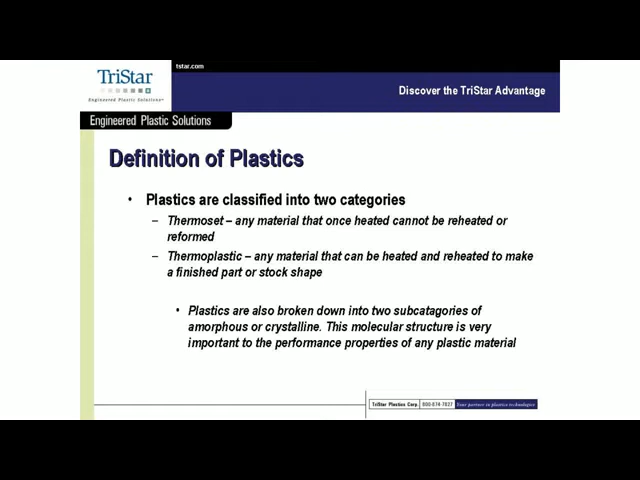 tstar.com
TriStar
Engineered Plastic Solutions
Discover the TriStar Advantage
Engineered Plastic Solutions
Definition of Plastics
• Plastics are classified into two categories
– Thermoset – any material that once heated cannot be reheated or
reformed
– Thermoplastic – any material that can be heated and reheated to make
a finished part or stock shape
• Plastics are also broken down into two subcatagories of
amorphous or crystalline. This molecular structure is very
important to the performance properties of any plastic material
TriStar Plastics Corp. 800-874-7827 Your partner in plastics technologies